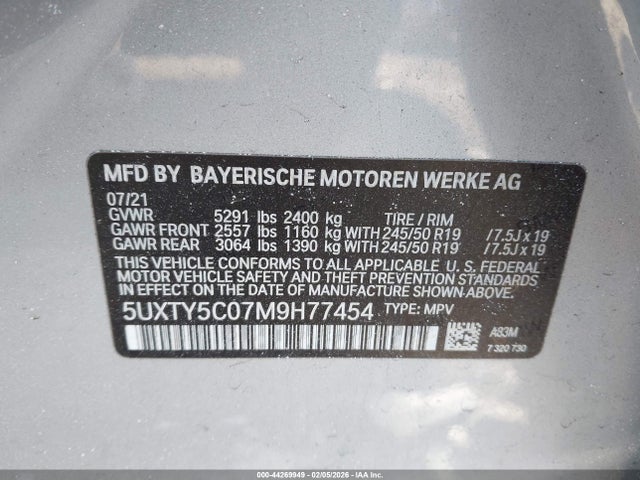 MFD BY BAYERISCHE MOTOREN WERKE AG
07/21
GVWR 5291 lbs 2400 kg TIRE / RIM
GAWR FRONT 2557 lbs 1160 kg WITH 245/50 R19 / 7.5J x 19
GAWR REAR 3064 lbs 1390 kg WITH 245/50 R19 / 7.5J x 19
THIS VEHICLE CONFORMS TO ALL APPLICABLE U. S. FEDERAL
MOTOR VEHICLE SAFETY AND THEFT PREVENTION STANDARDS
IN EFFECT ON THE DATE OF MANUFACTURE SHOWN ABOVE.
5UXTY5C07M9H77454 TYPE: MPV
A93M
7 320 730
000-44269949 - 02/05/2026 - IAA Inc.